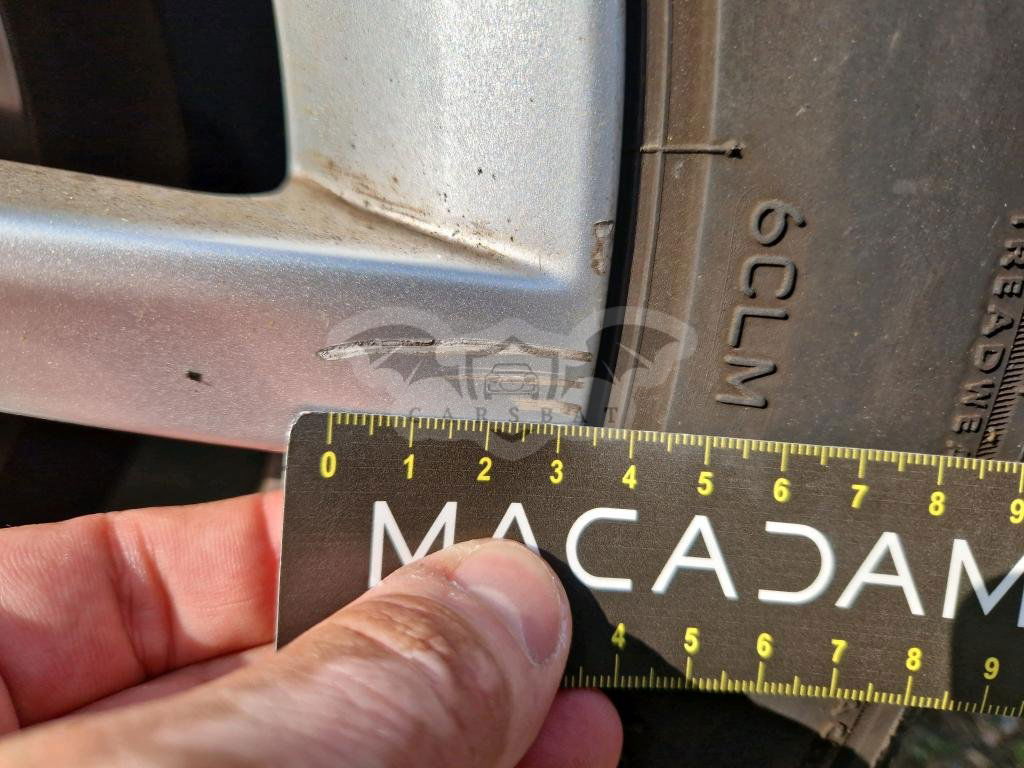 6CLM
TREADWE
CARSBAT
0 1 2 3 4 5 6 7 8 9
MACADAM
4 5 6 7 8 9